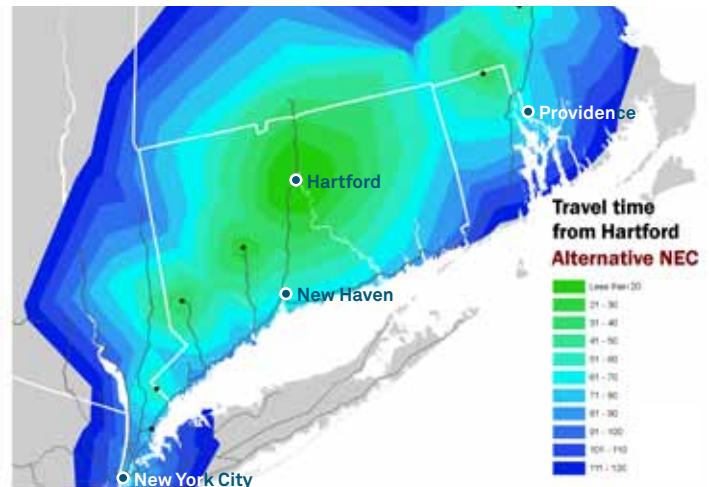 Providence
Hartford
New Haven
New York City
Travel time
from Hartford
Alternative NEC
Less than 20
21 - 30
31 - 40
41 - 50
51 - 60
61 - 70
71 - 80
81 - 90
91 - 100
101 - 110
111 - 120